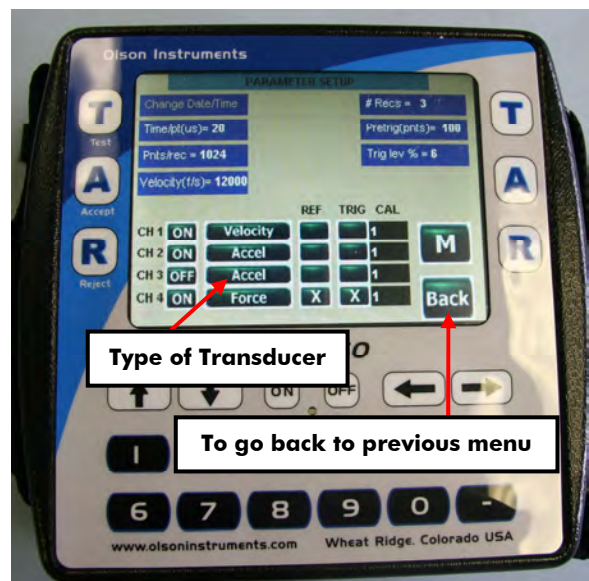 Olson Instruments
PARAMETER SETUP
Change Date/Time
# Recs = 3
Time/pt(us)= 20
Pretrig(pnts)= 100
Pnts/rec = 1024
Trig lev % = 6
Velocity(f/s)= 12000
T
Test
A
Accept
R
Reject
T
A
R
REF TRIG CAL
CH 1 ON Velocity 1
CH 2 ON Accel 1
CH 3 OFF Accel 1
CH 4 ON Force X X 1
M
Back
Type of Transducer
O
ON OFF
To go back to previous menu
1
6 7 8 9 0 -
www.olsoninstruments.com Wheat Ridge. Colorado USA